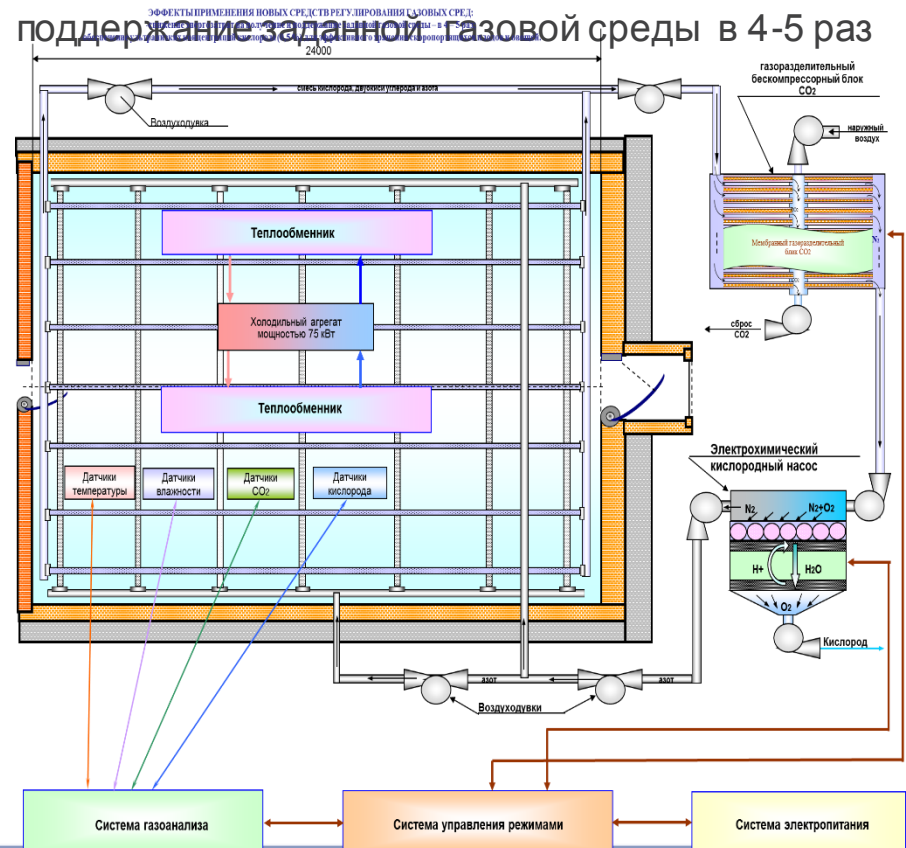 ЭФФЕКТЫ ПРИМЕНЕНИЯ НОВЫХ СРЕДСТВ РЕГУЛИРОВАНИЯ ГАЗОВЫХ СРЕД:
поддержание заданной газовой среды в 4-5 раз
24000
смесь кислорода, двуокиси углерода и азота
Воздуходувка
газоразделительный
бескомпрессорный блок
CO2
наружный
воздух
Мембранный газоразделительный
блок CO2
N2
сброс
CO2
Теплообменник
Холодильный агрегат
мощностью 75 кВт
Теплообменник
Датчики
температуры
Датчики
влажности
Датчики
CO2
Датчики
кислорода
Электрохимический
кислородный насос
N2
N2+O2
H+
H2O
O2
Кислород
азот
азот
Воздуходувки
Система газоанализа
Система управления режимами
Система электропитания